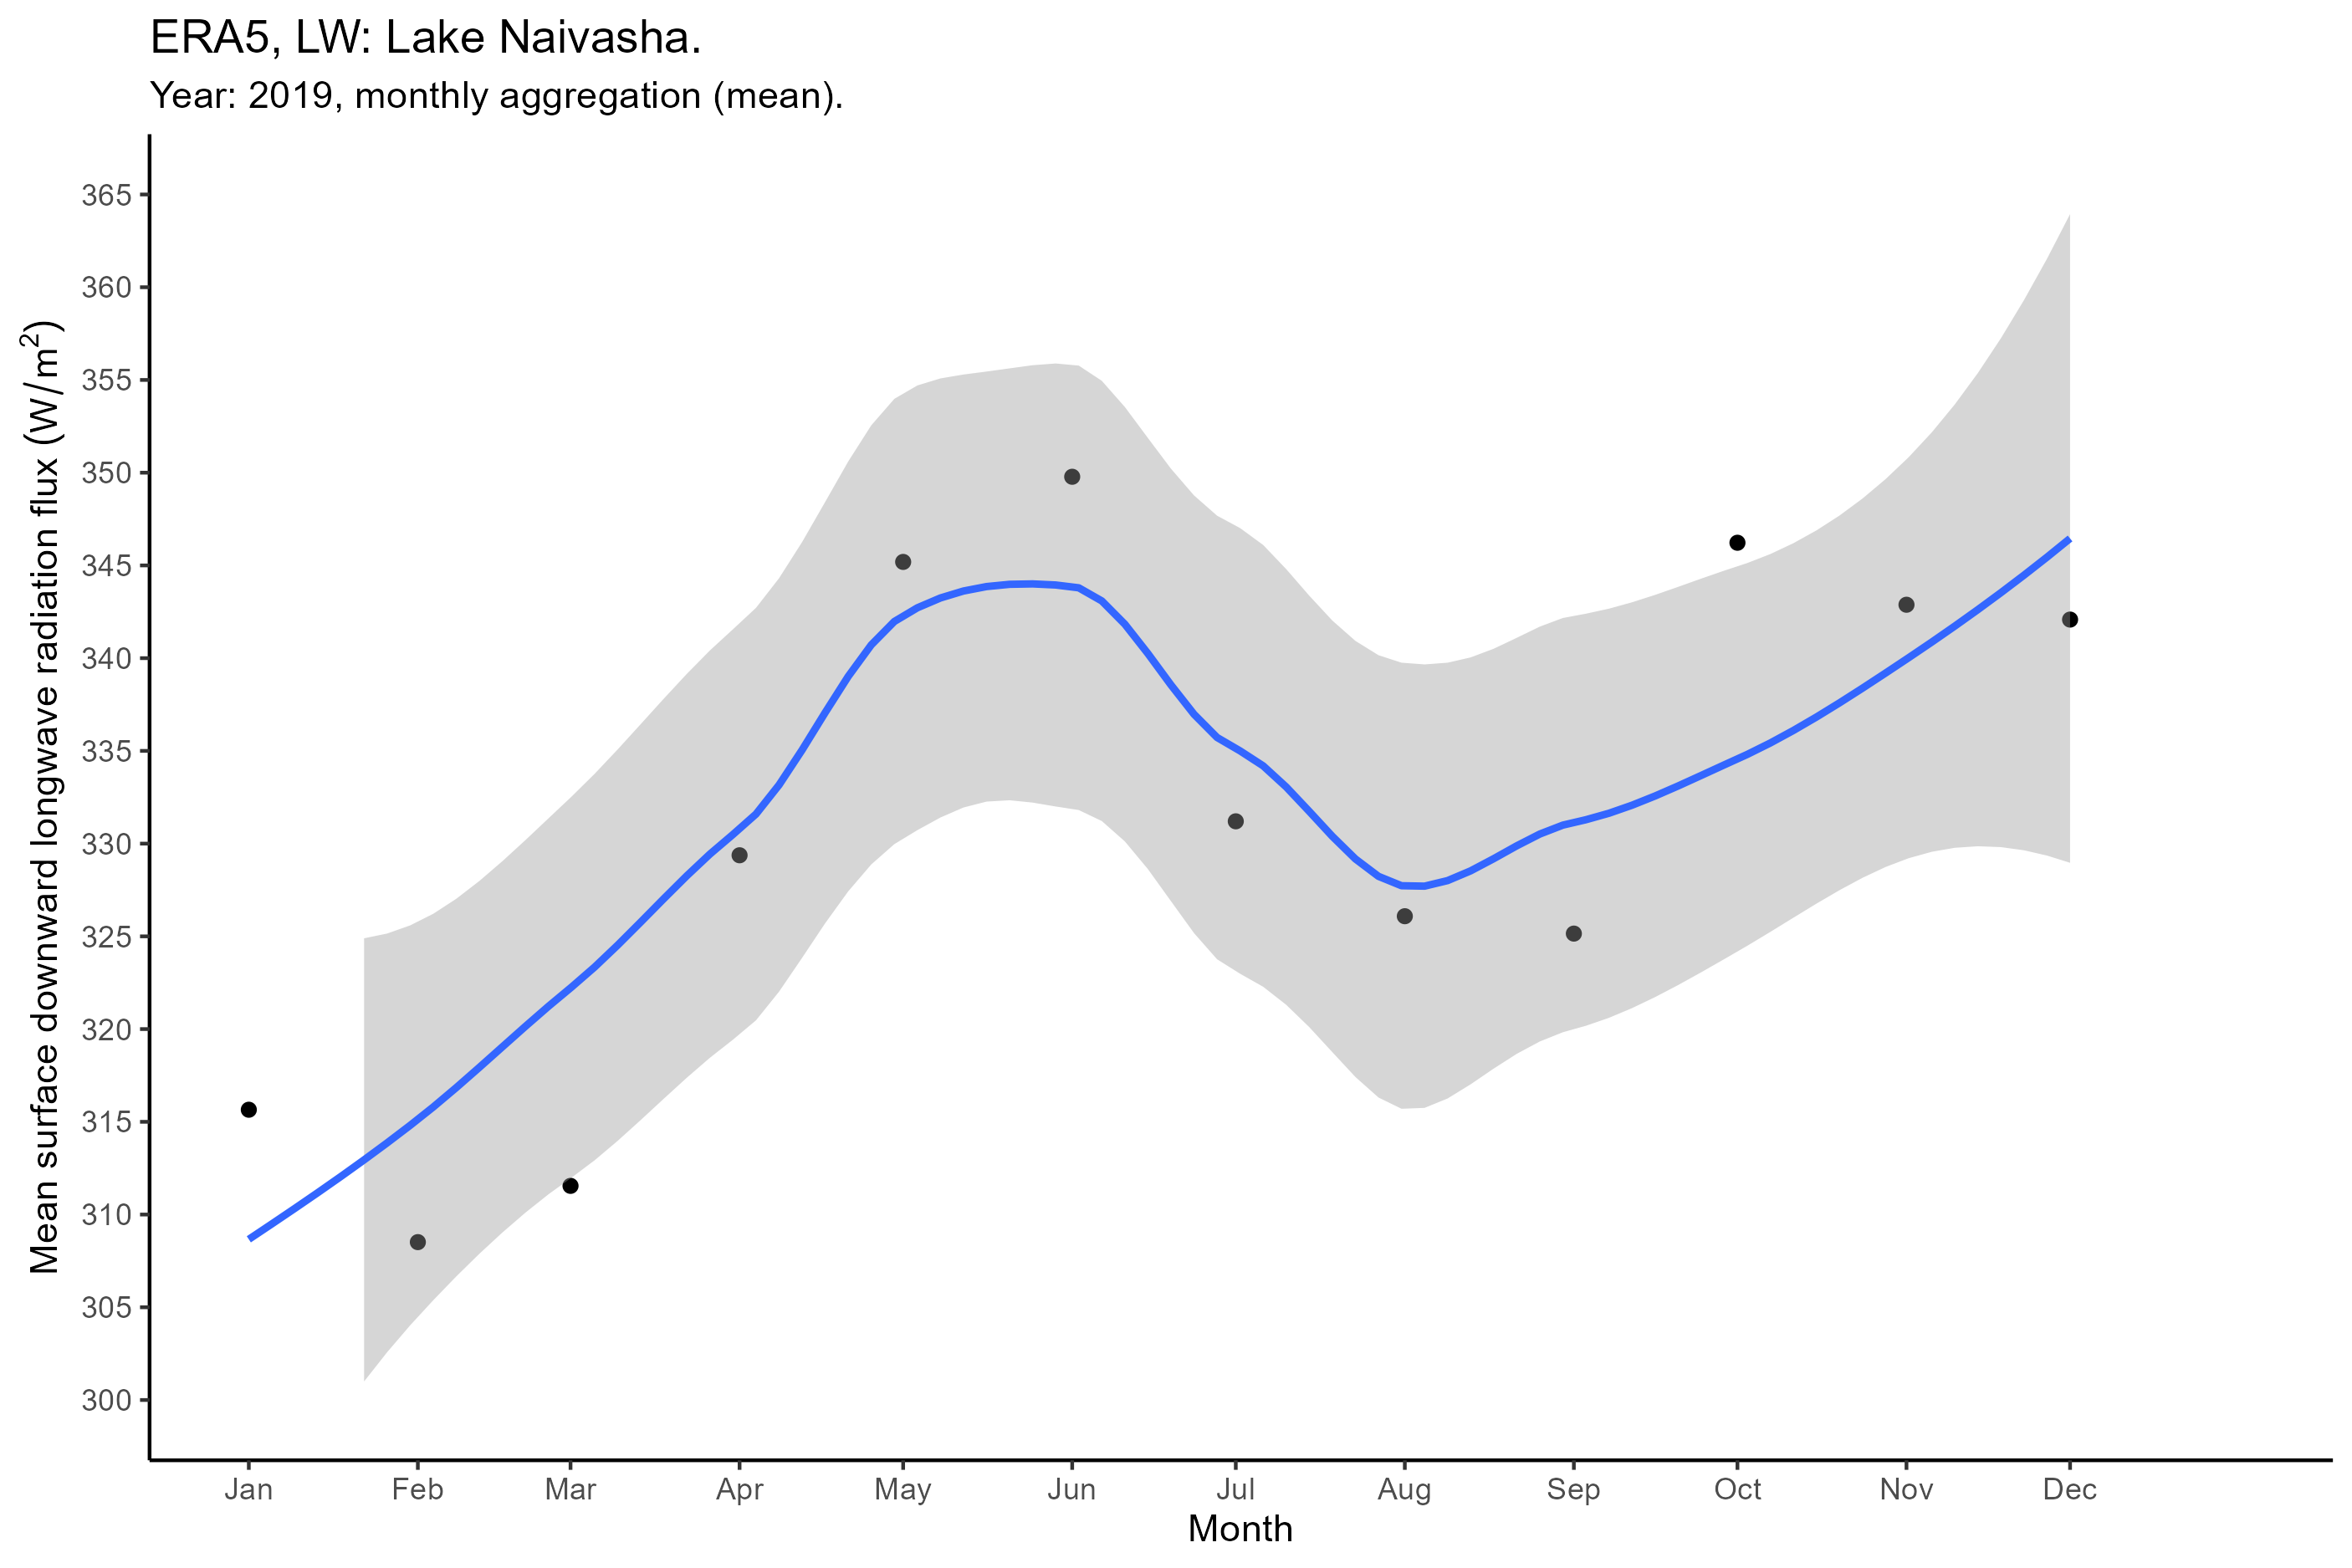 ERA5, LW: Lake Naivasha.
Year: 2019, monthly aggregation (mean).
Mean surface downward longwave radiation flux (W/m²)
365
360
355
350
345
340
335
330
325
320
315
310
305
300
Jan Feb Mar Apr May Jun Jul Aug Sep Oct Nov Dec
Month